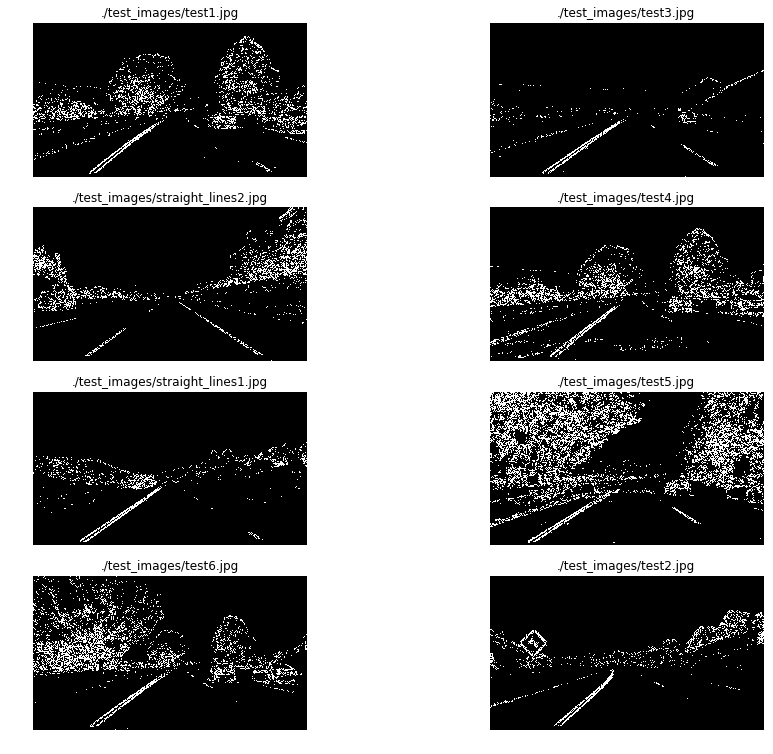 ./test_images/test1.jpg
./test_images/test3.jpg
./test_images/straight_lines2.jpg
./test_images/test4.jpg
./test_images/straight_lines1.jpg
./test_images/test5.jpg
./test_images/test6.jpg
./test_images/test2.jpg